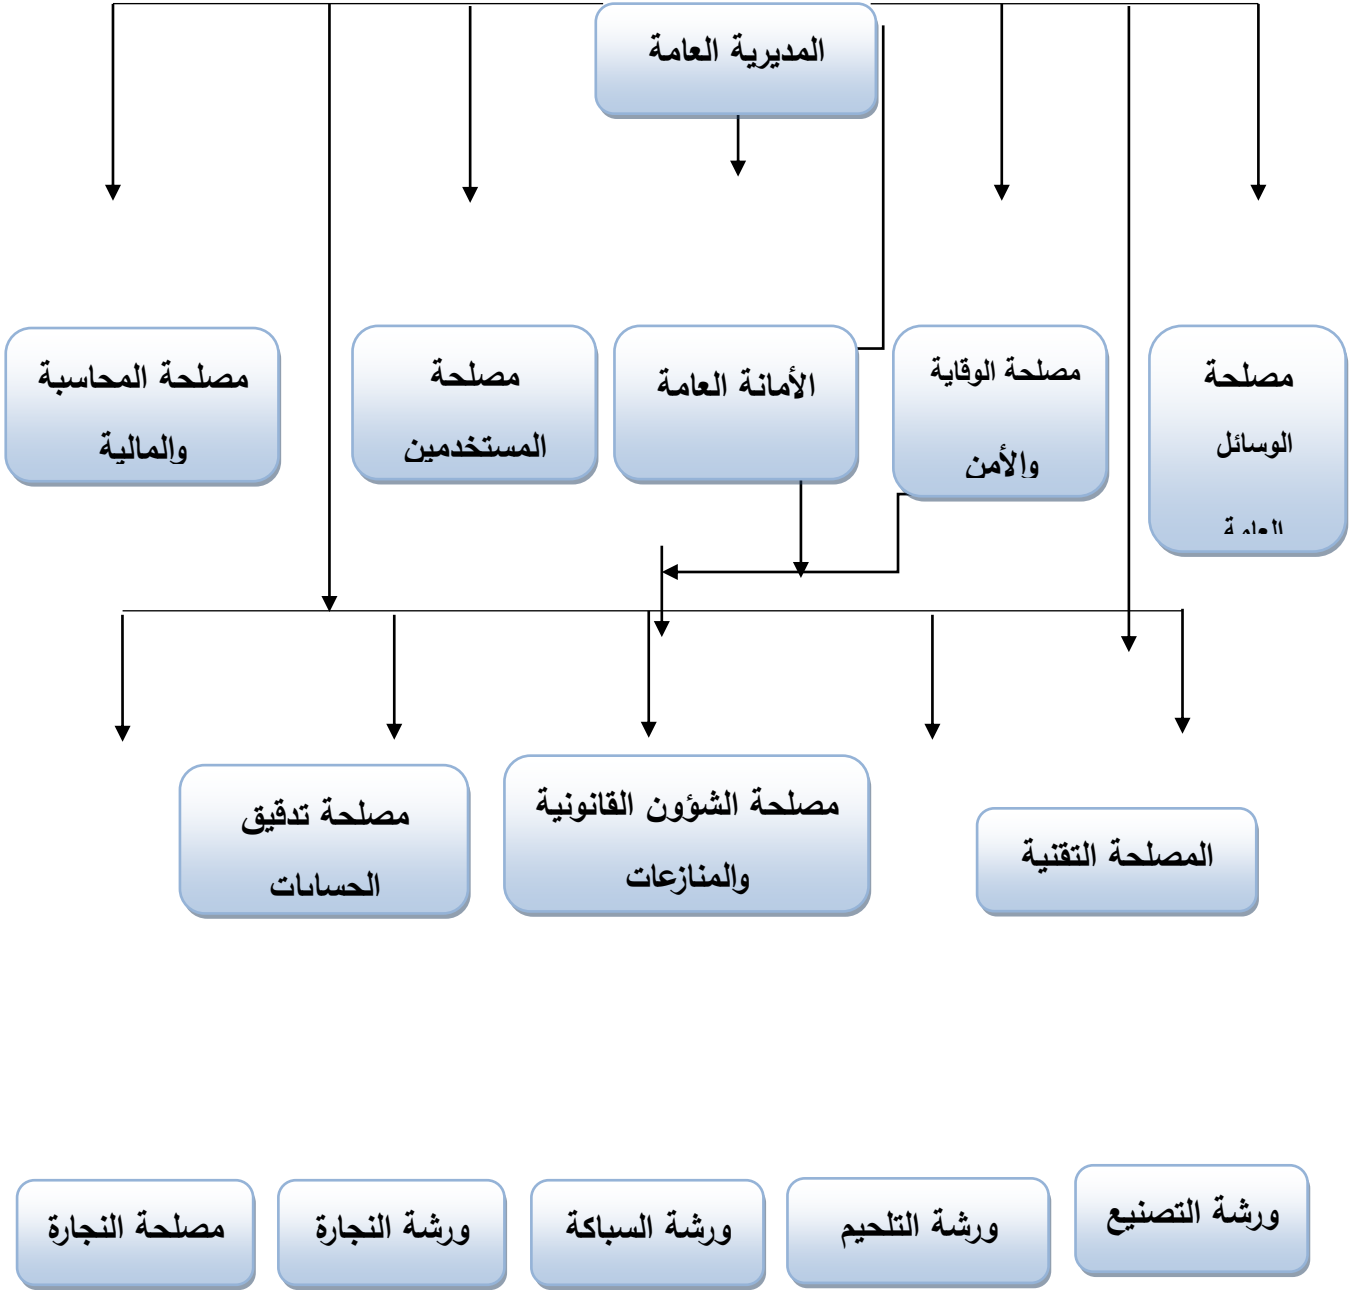 المديرية العامة
مصلحة
الوسائل
العامة
مصلحة الوقاية
والأمن
الأمانة العامة
مصلحة
المستخدمين
مصلحة المحاسبة
والمالية
المصلحة التقنية
مصلحة الشؤون القانونية
والمنازعات
مصلحة تدقيق
الحسابات
ورشة التصنيع
ورشة التلحيم
ورشة السباكة
ورشة النجارة
مصلحة النجارة